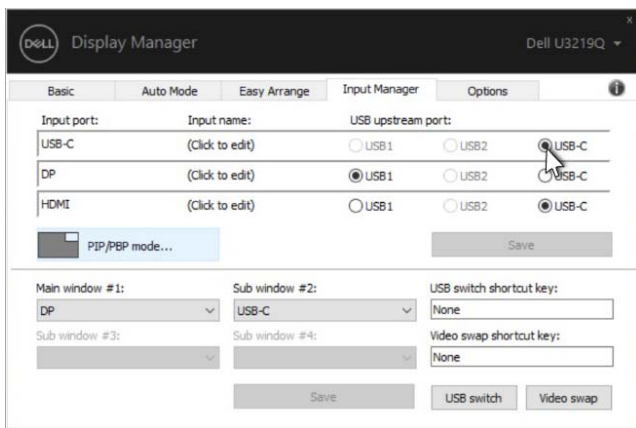 DELL Display Manager Dell U3219Q
Basic Auto Mode Easy Arrange Input Manager Options
Input port: Input name: USB upstream port:
USB-C (Click to edit) USB1 USB2 USB-C
DP (Click to edit) USB1 USB2 USB-C
HDMI (Click to edit) USB1 USB2 USB-C
PIP/PBP mode... Save
Main window #1: Sub window #2: USB switch shortcut key:
DP USB-C None
Sub window #3: Sub window #4: Video swap shortcut key:
None
Save USB switch Video swap